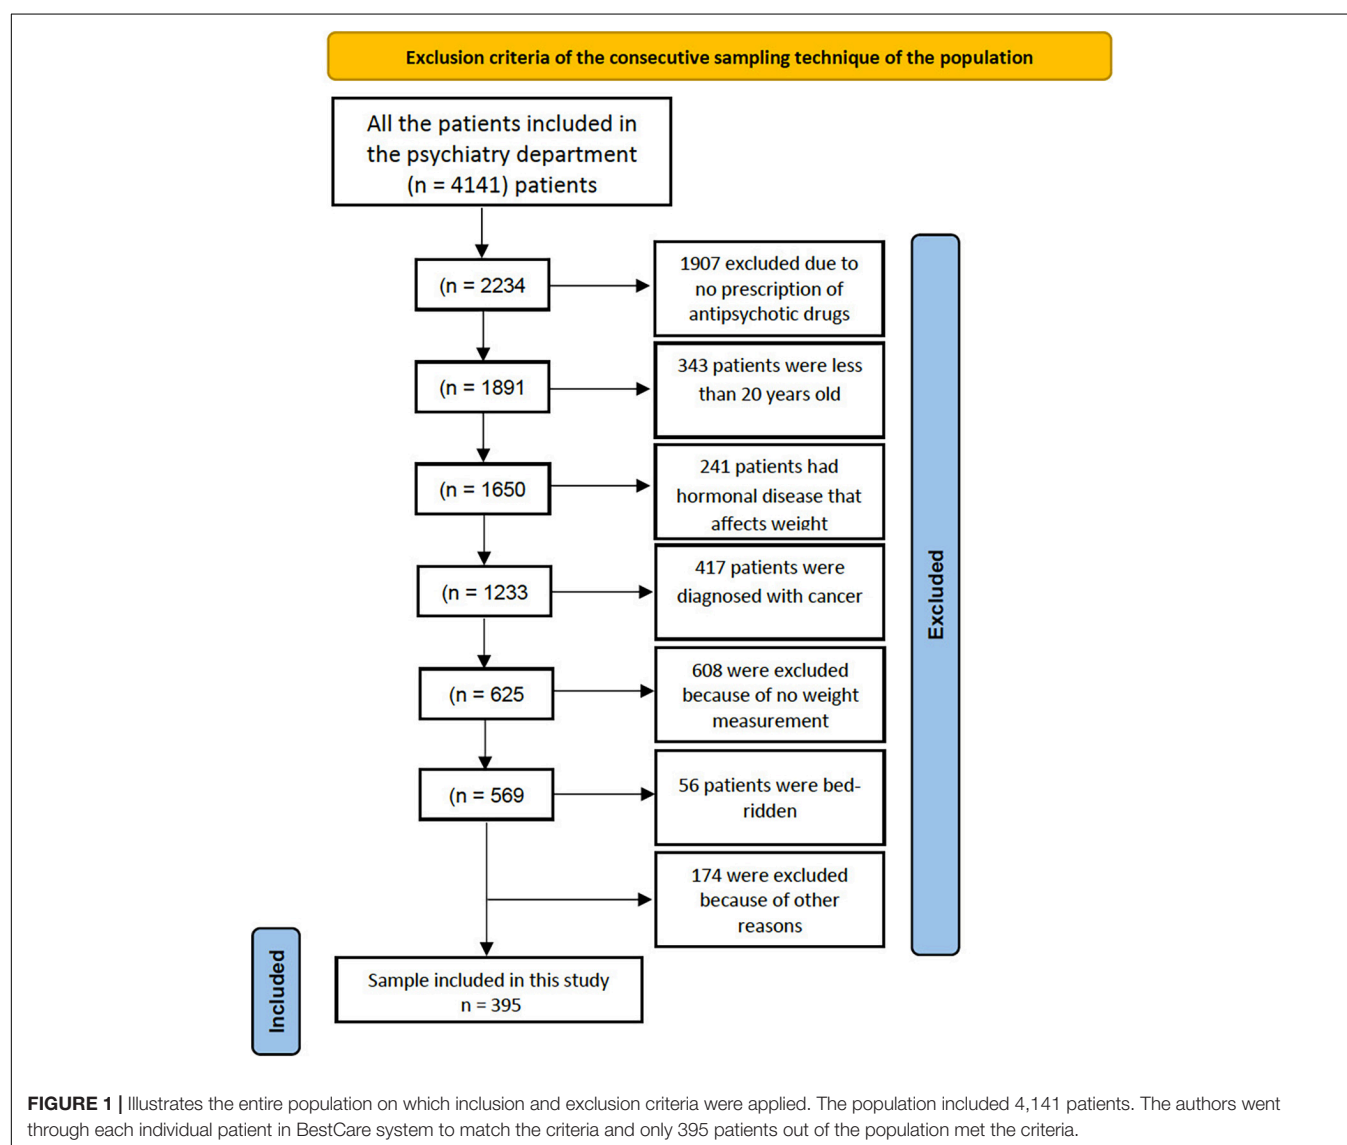 Exclusion criteria of the consecutive sampling technique of the population
All the patients included in
the psychiatry department
(n = 4141) patients
(n = 2234
1907 excluded due to
no prescription of
antipsychotic drugs
(n = 1891
343 patients were less
than 20 years old
(n = 1650
241 patients had
hormonal disease that
affects weight
(n = 1233
417 patients were
diagnosed with cancer
(n = 625
608 were excluded
because of no weight
measurement
(n = 569
56 patients were bed-
ridden
174 were excluded
because of other
reasons
Excluded
Included
Sample included in this study
n = 395
FIGURE 1 | Illustrates the entire population on which inclusion and exclusion criteria were applied. The population included 4,141 patients. The authors went
through each individual patient in BestCare system to match the criteria and only 395 patients out of the population met the criteria.